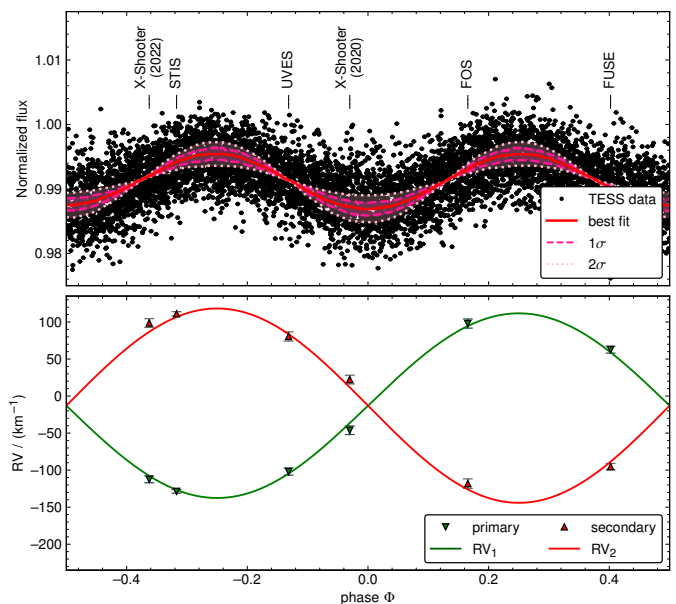 X-Shooter
(2022)
STIS
UVES
X-Shooter
(2020)
FOS
FUSE
1.01
1.00
0.99
0.98
Normalized flux
TESS data
best fit
1σ
2σ
100
50
0
−50
−100
−150
−200
RV / (km⁻¹)
primary
secondary
RV₁
RV₂
−0.4
−0.2
0.0
0.2
0.4
phase Φ